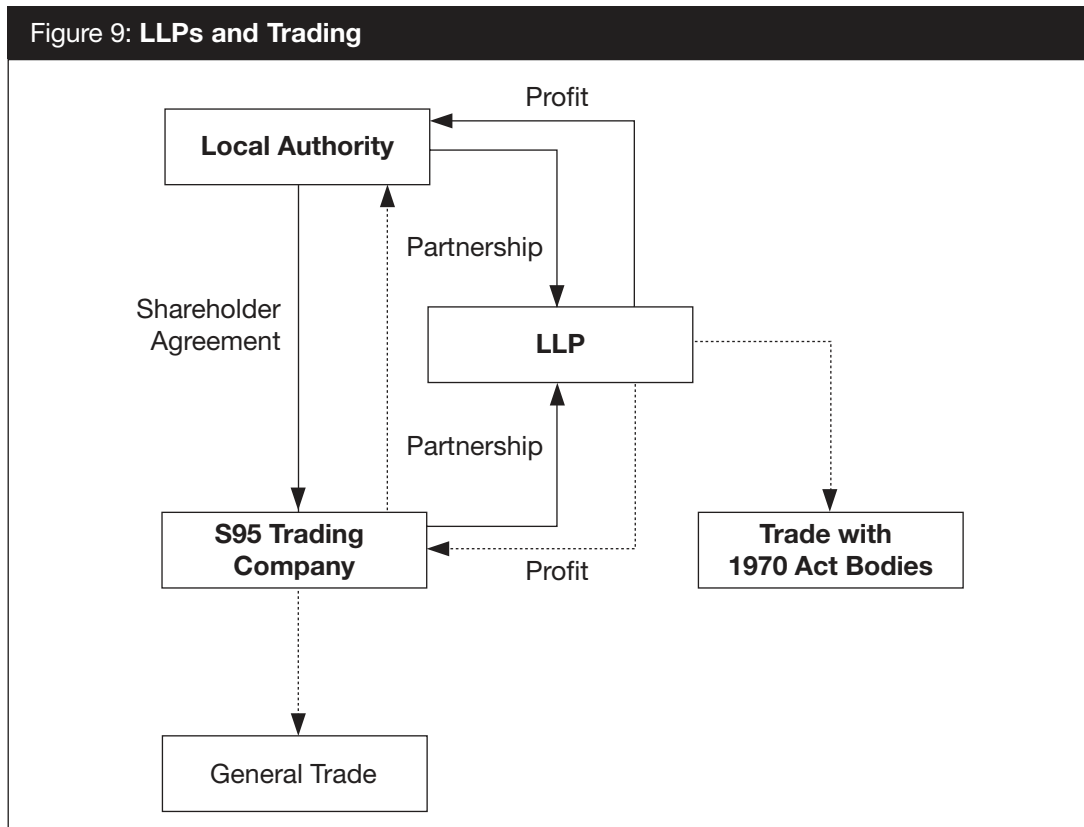 Figure 9: LLPs and Trading
Profit
Local Authority
Partnership
Shareholder
Agreement
LLP
Partnership
S95 Trading
Company
Trade with
1970 Act Bodies
Profit
General Trade